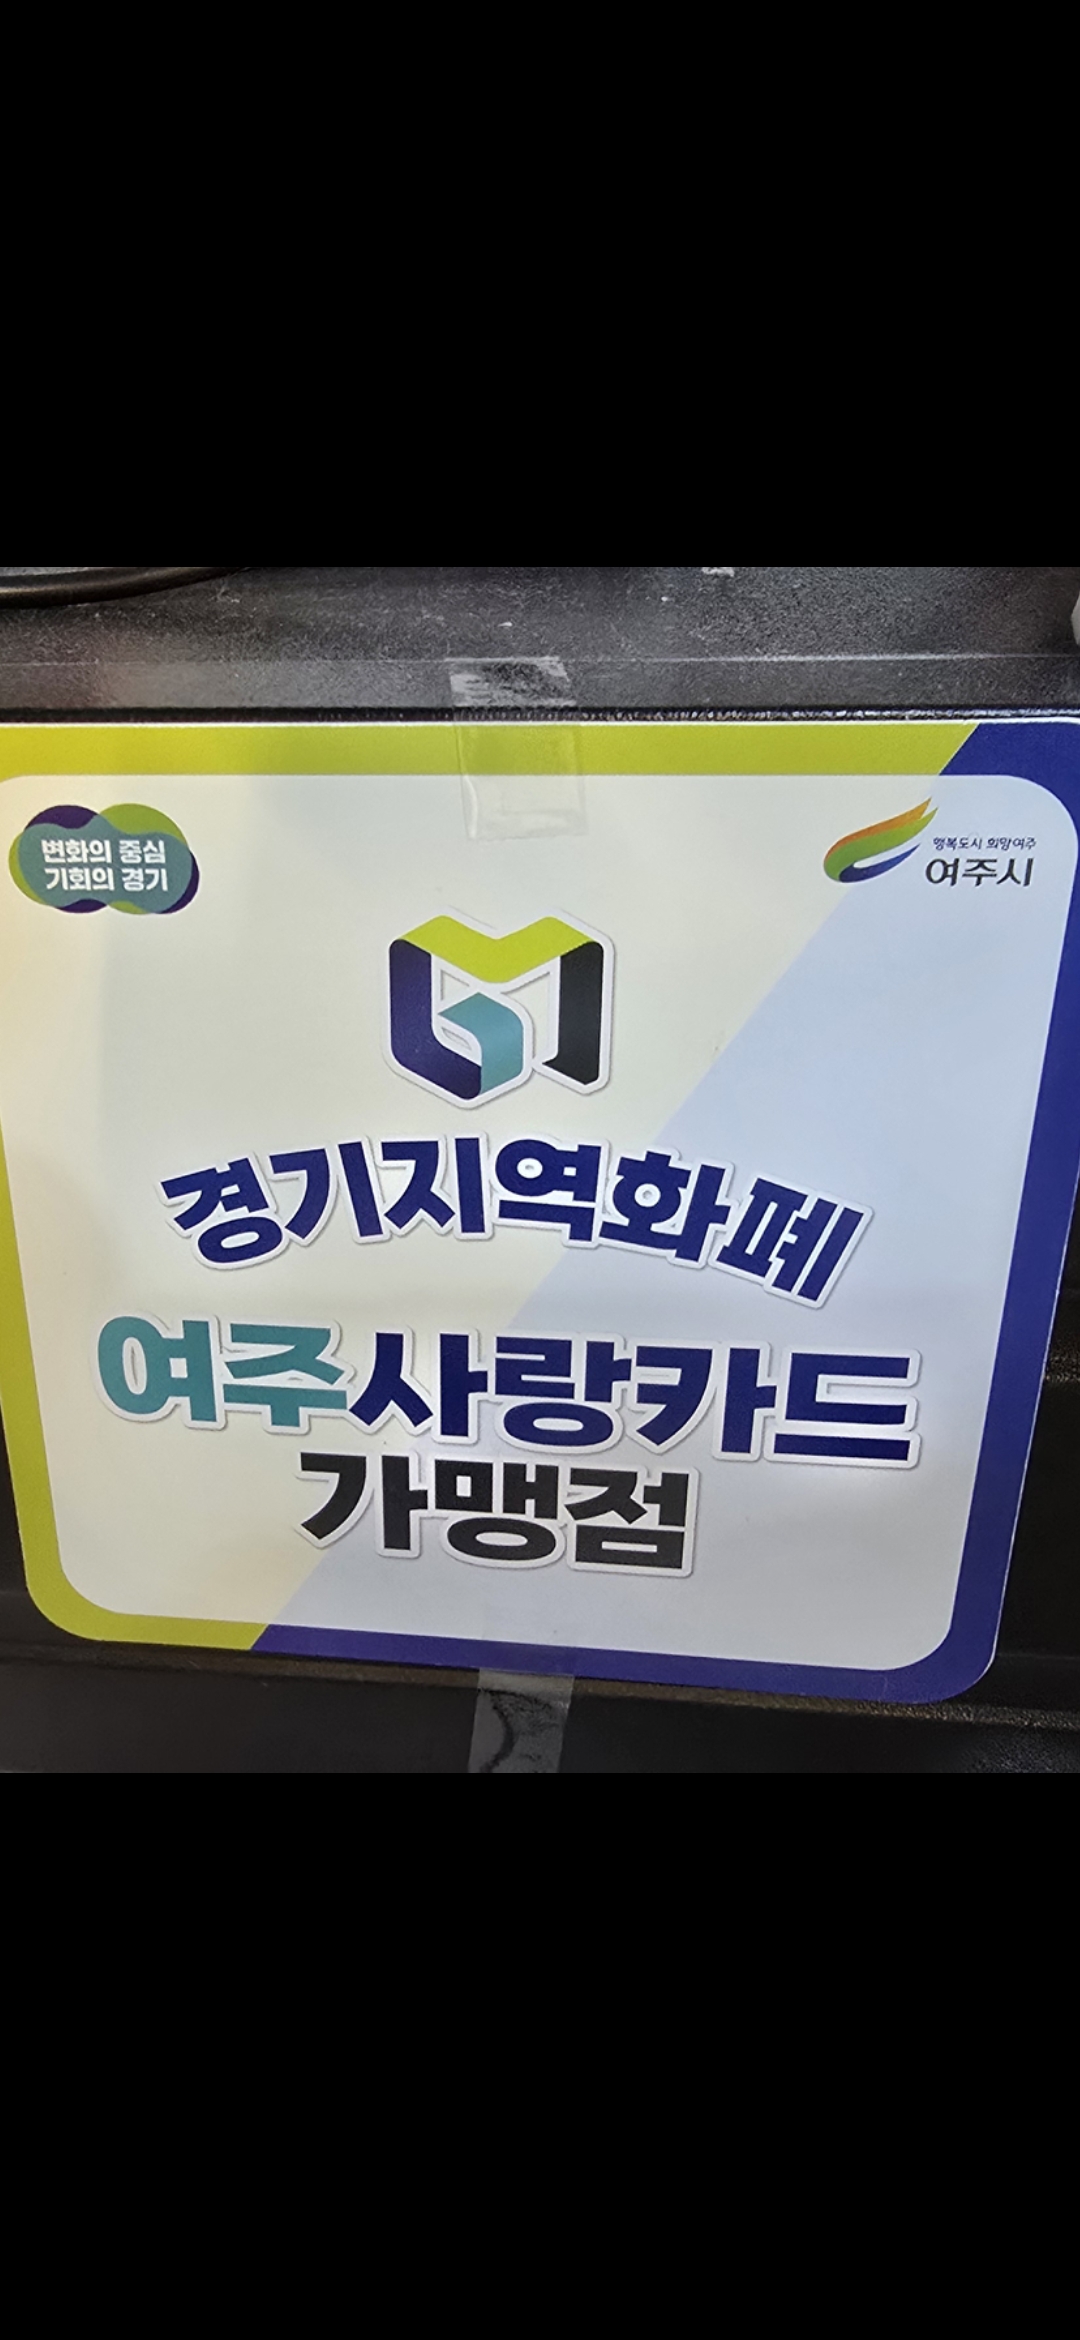 변화의 중심
기회의 경기
행복도시 희망여주
여주시
경기지역화폐
여주사랑카드
가맹점